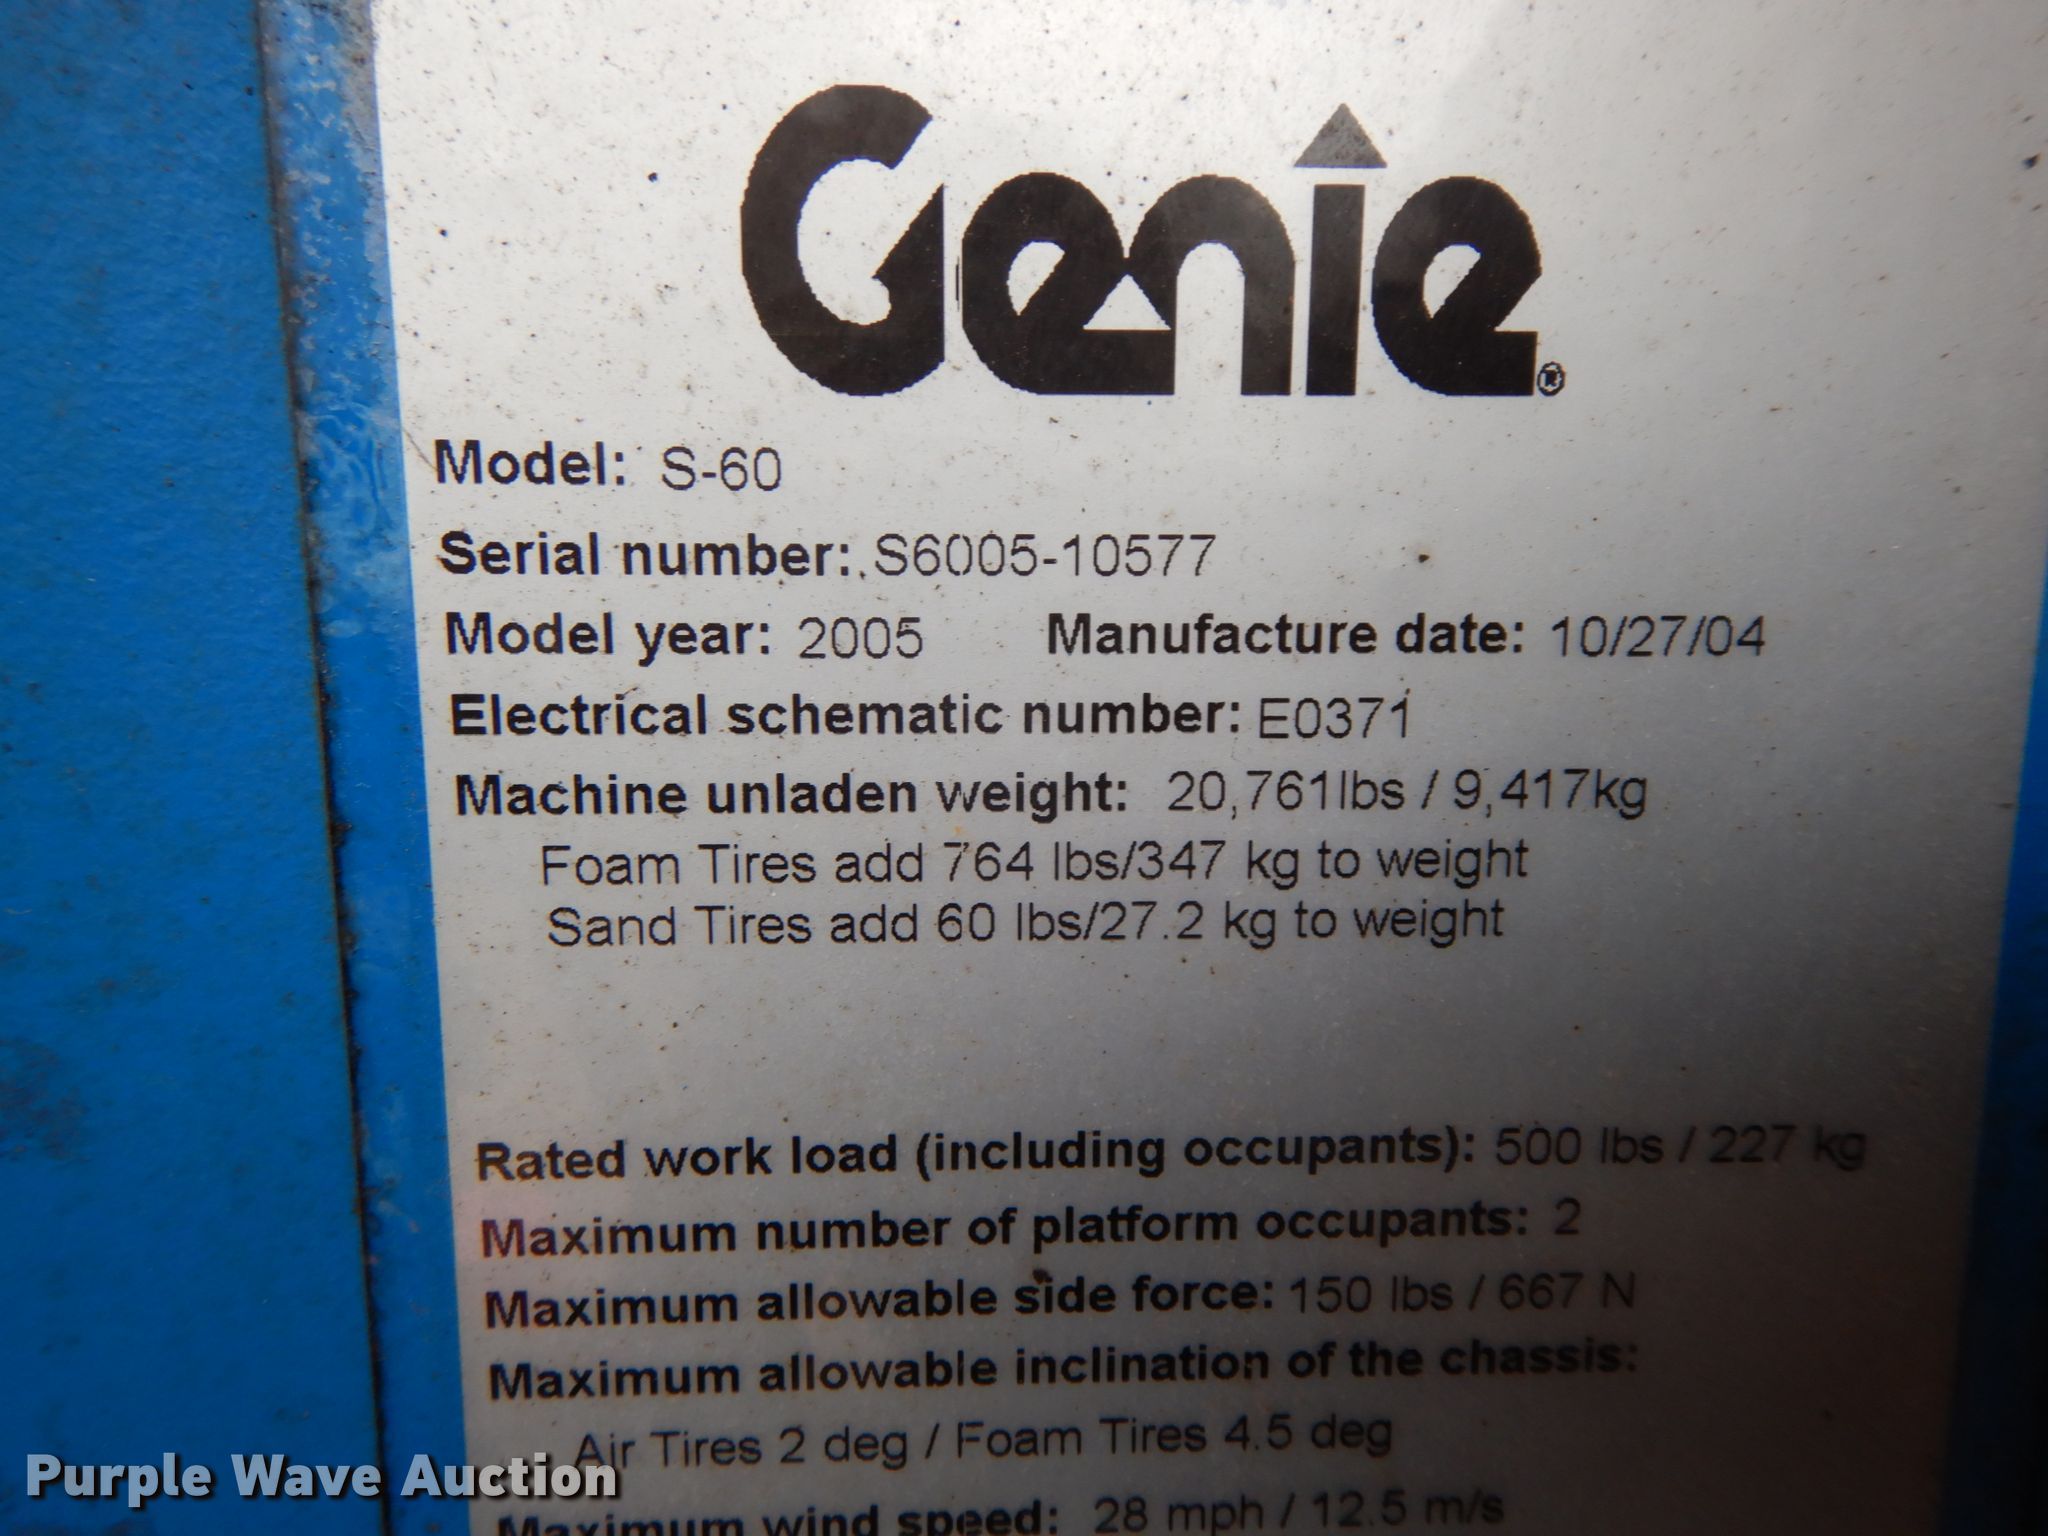 Genie®
Model: S-60
Serial number: S6005-10577
Model year: 2005 Manufacture date: 10/27/04
Electrical schematic number: E0371
Machine unladen weight: 20,761lbs / 9,417kg
Foam Tires add 764 lbs/347 kg to weight
Sand Tires add 60 lbs/27.2 kg to weight
Rated work load (including occupants): 500 lbs / 227 kg
Maximum number of platform occupants: 2
Maximum allowable side force: 150 lbs / 667 N
Maximum allowable inclination of the chassis:
Air Tires 2 deg / Foam Tires 4.5 deg
Maximum wind speed: 28 mph / 12.5 m/s
Purple Wave Auction